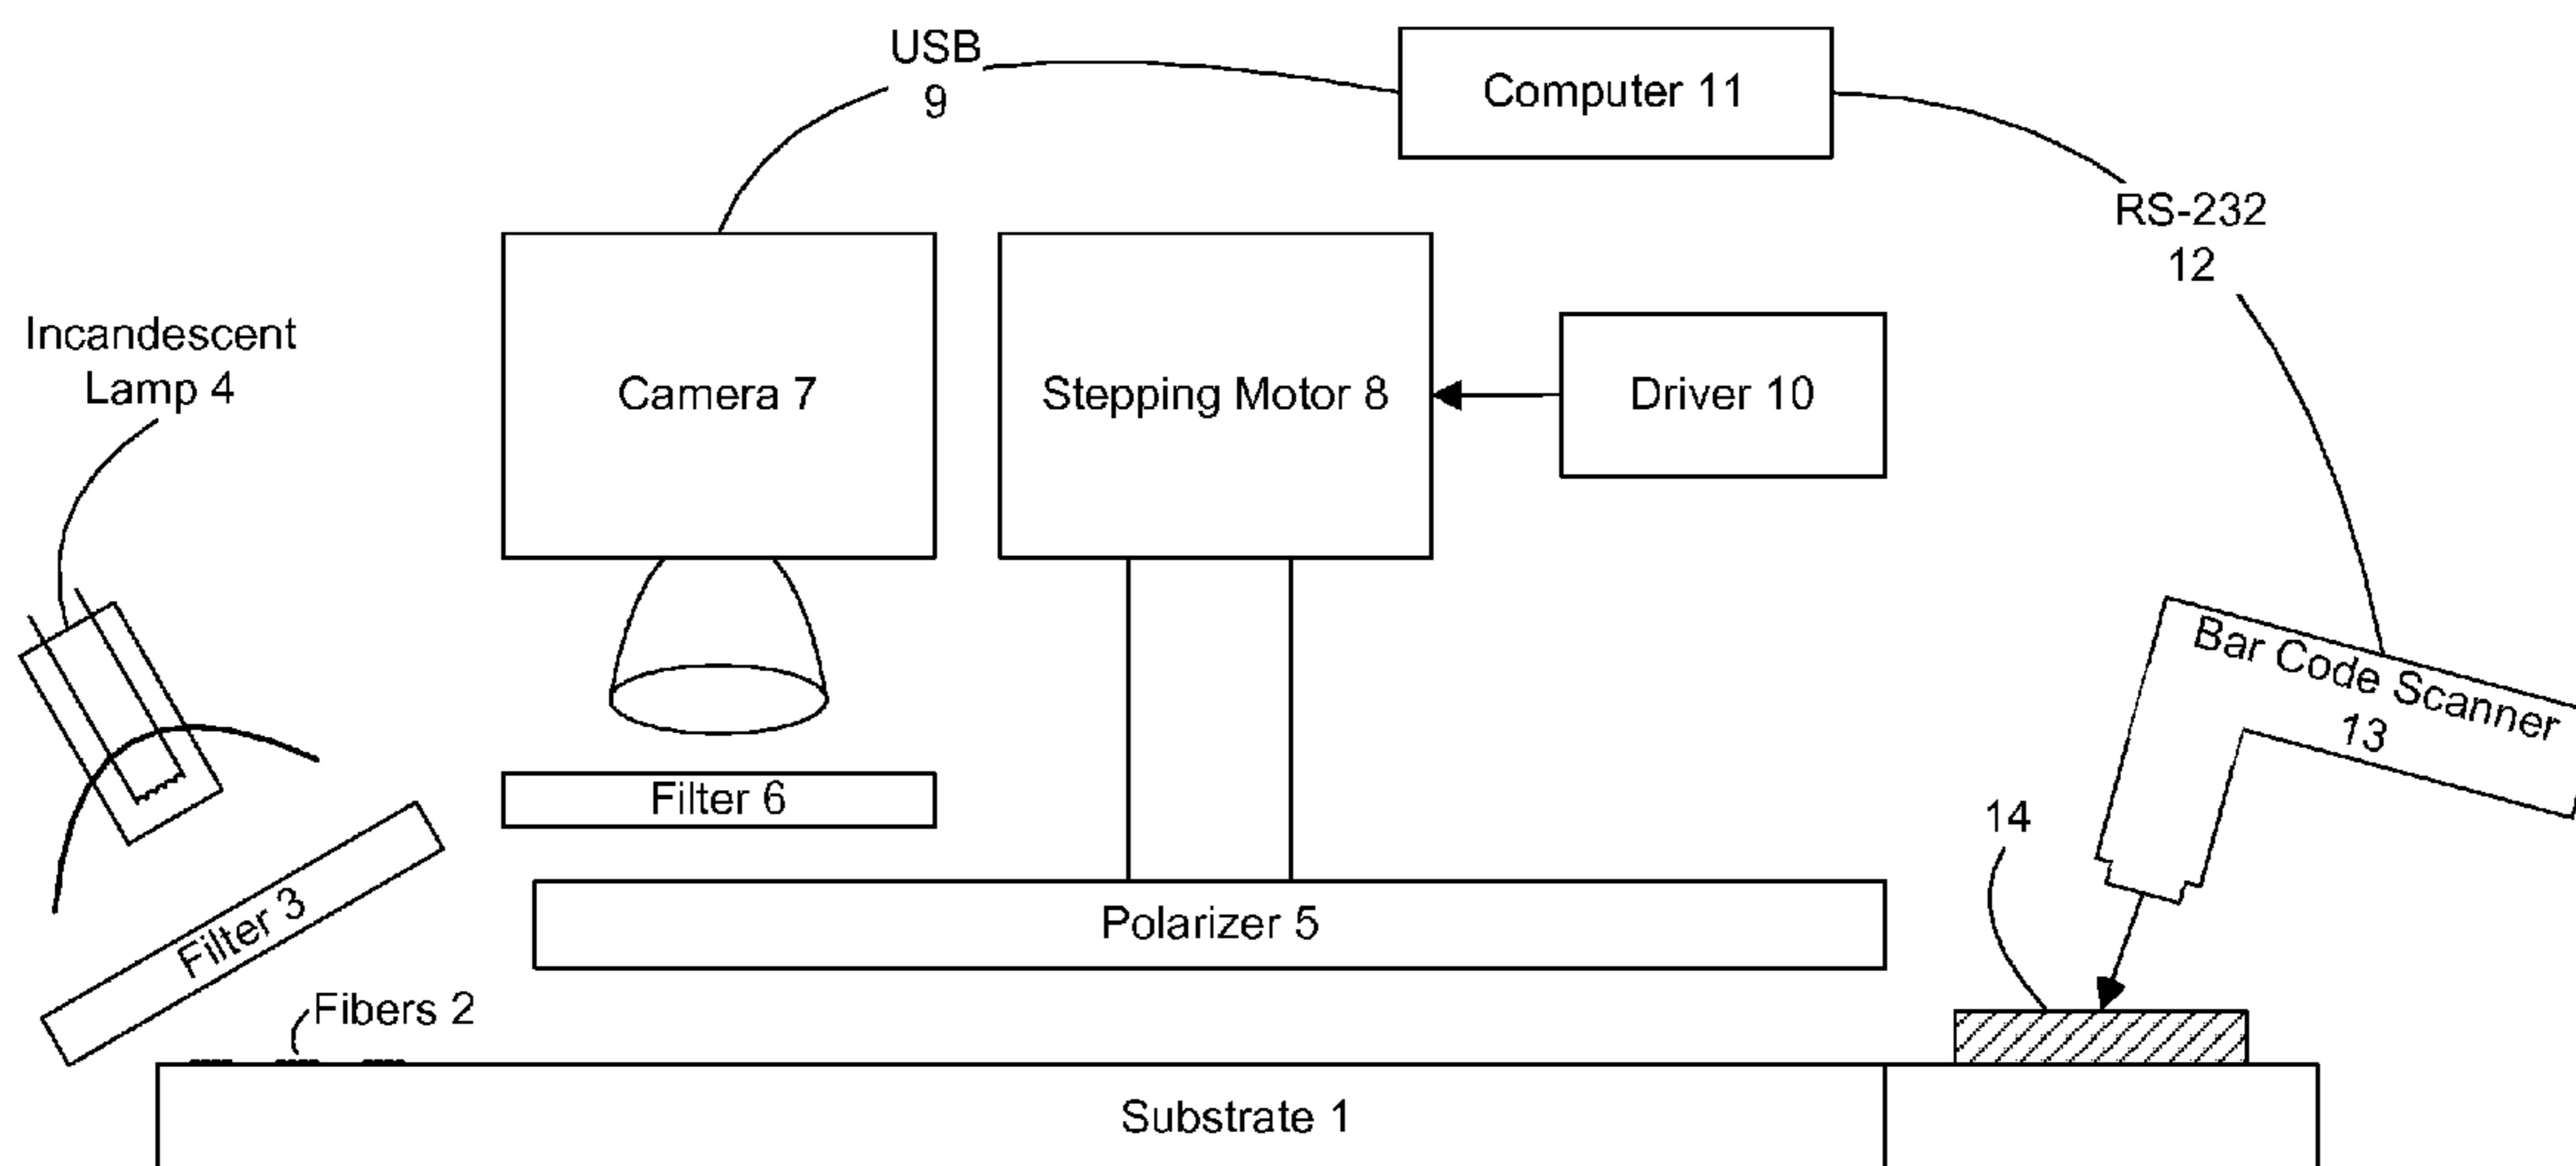 USB
9
Computer 11
RS-232
12
Incandescent
Lamp 4
Camera 7
Stepping Motor 8
Driver 10
Bar Code Scanner
13
Filter 6
14
Filter 3
Polarizer 5
Fibers 2
Substrate 1